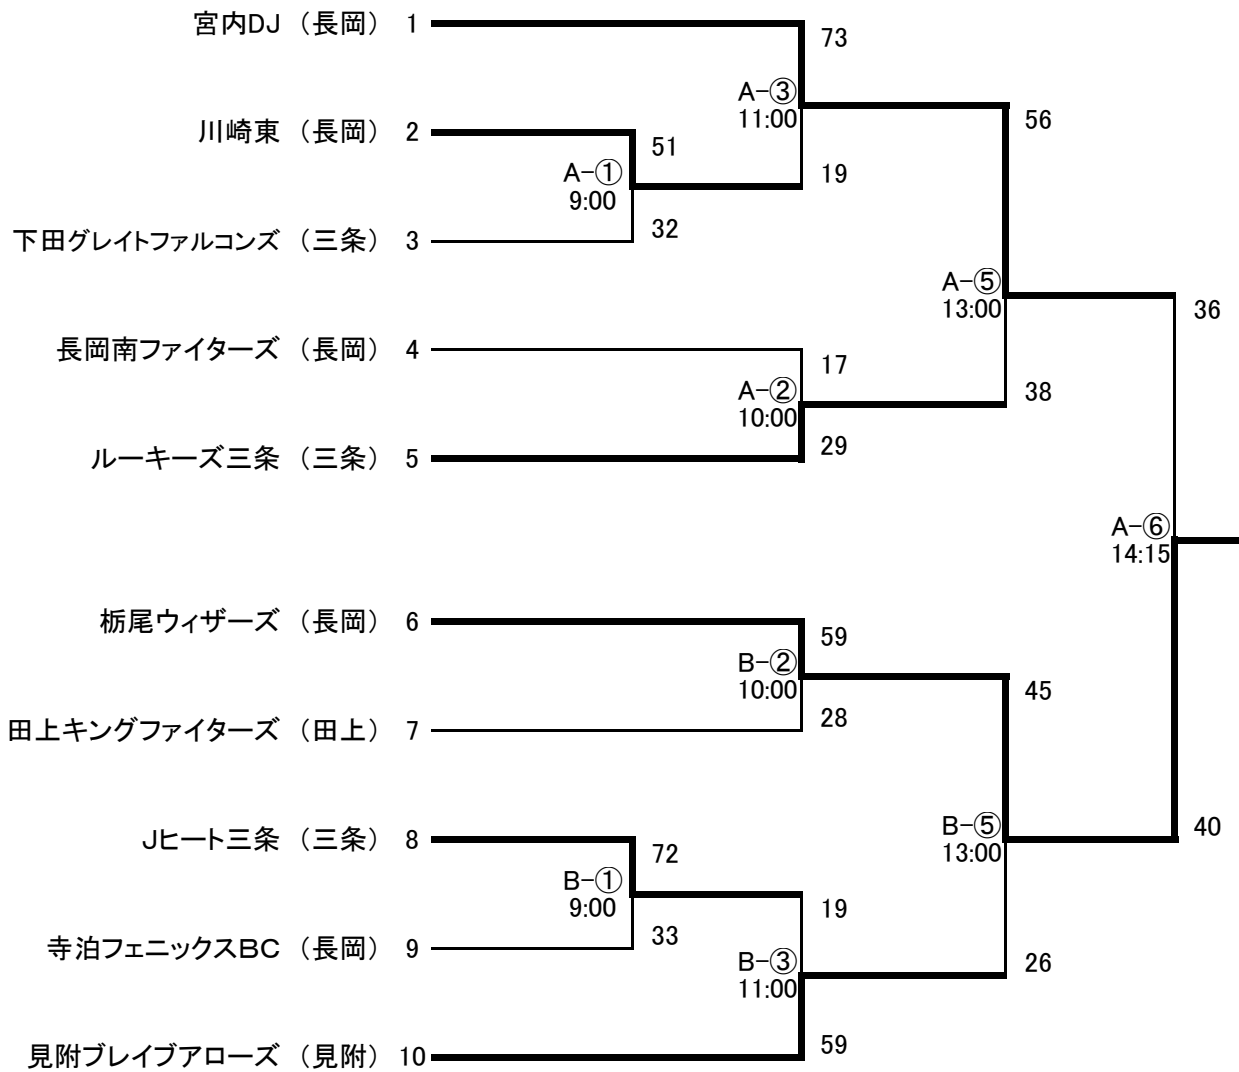 宮内DJ （長岡） 1
73
A-③
11:00
56
川崎東 （長岡） 2
51
A-①
9:00
19
32
下田グレイトファルコンズ （三条） 3
A-⑤
13:00
36
長岡南ファイターズ （長岡） 4
17
A-②
10:00
38
29
ルーキーズ三条 （三条） 5
A-⑥
14:15
栃尾ウィザーズ （長岡） 6
59
B-②
10:00
45
28
田上キングファイターズ （田上） 7
B-⑤
13:00
40
Jヒート三条 （三条） 8
72
B-①
9:00
19
33
寺泊フェニックスBC （長岡） 9
B-③
11:00
26
59
見附ブレイブアローズ （見附） 10